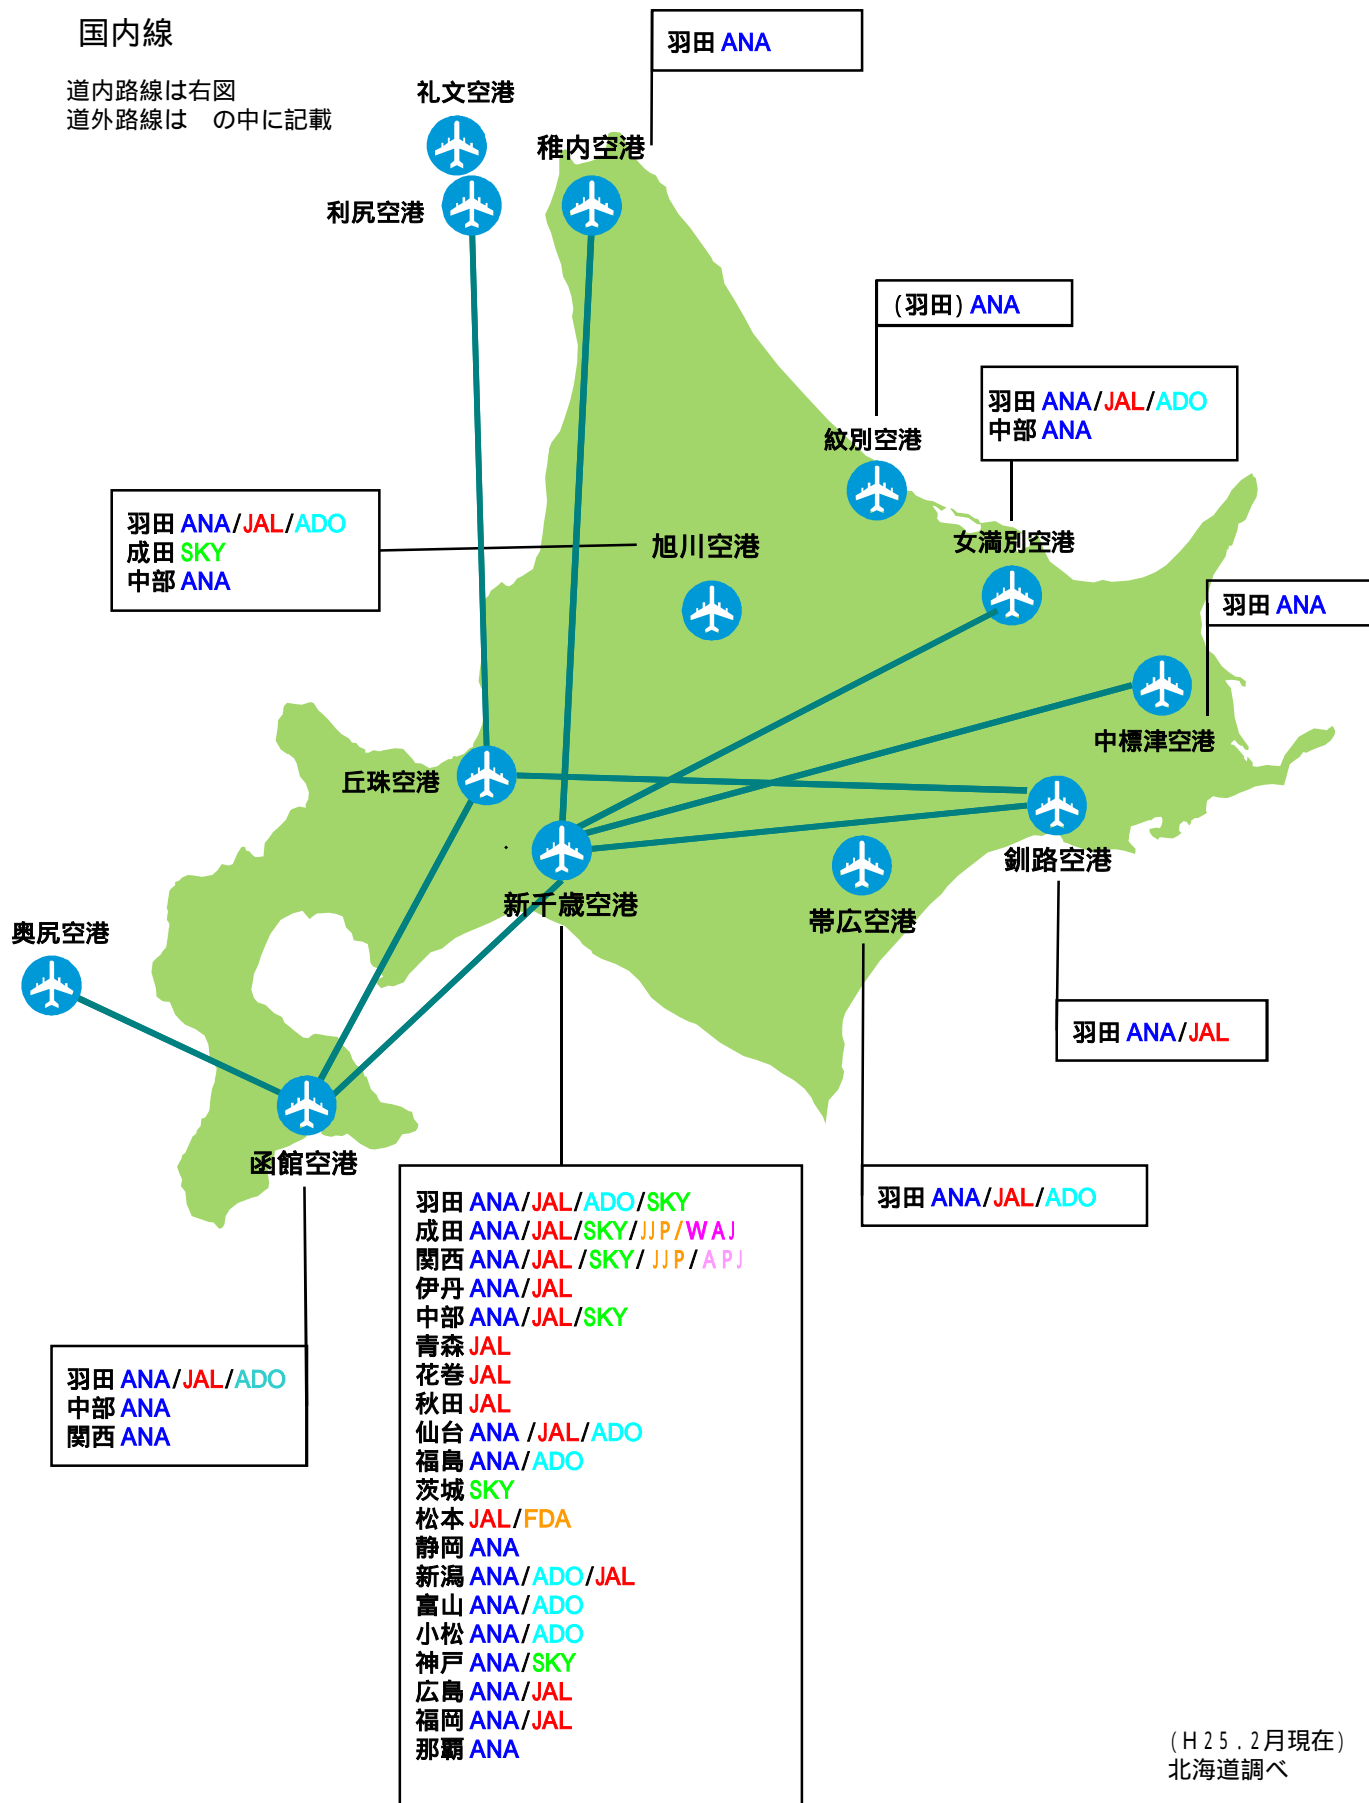 国内線
道内路線は右図
道外路線は　の中に記載
羽田 ANA
礼文空港
稚内空港
利尻空港
(羽田) ANA
紋別空港
羽田 ANA/JAL/ADO
中部 ANA
女満別空港
羽田 ANA/JAL/ADO
成田 SKY
中部 ANA
旭川空港
羽田 ANA
中標津空港
丘珠空港
釧路空港
新千歳空港
帯広空港
奥尻空港
羽田 ANA/JAL
函館空港
羽田 ANA/JAL/ADO
羽田 ANA/JAL/ADO/SKY
成田 ANA/JAL/SKY/JJP/WAJ
関西 ANA/JAL/SKY/JJP/APJ
伊丹 ANA/JAL
中部 ANA/JAL/SKY
青森 JAL
花巻 JAL
秋田 JAL
仙台 ANA /JAL/ADO
福島 ANA/ADO
茨城 SKY
松本 JAL/FDA
静岡 ANA
新潟 ANA/ADO/JAL
富山 ANA/ADO
小松 ANA/ADO
神戸 ANA/SKY
広島 ANA/JAL
福岡 ANA/JAL
那覇 ANA
羽田 ANA/JAL/ADO
中部 ANA
関西 ANA
(H25.2月現在)
北海道調べ